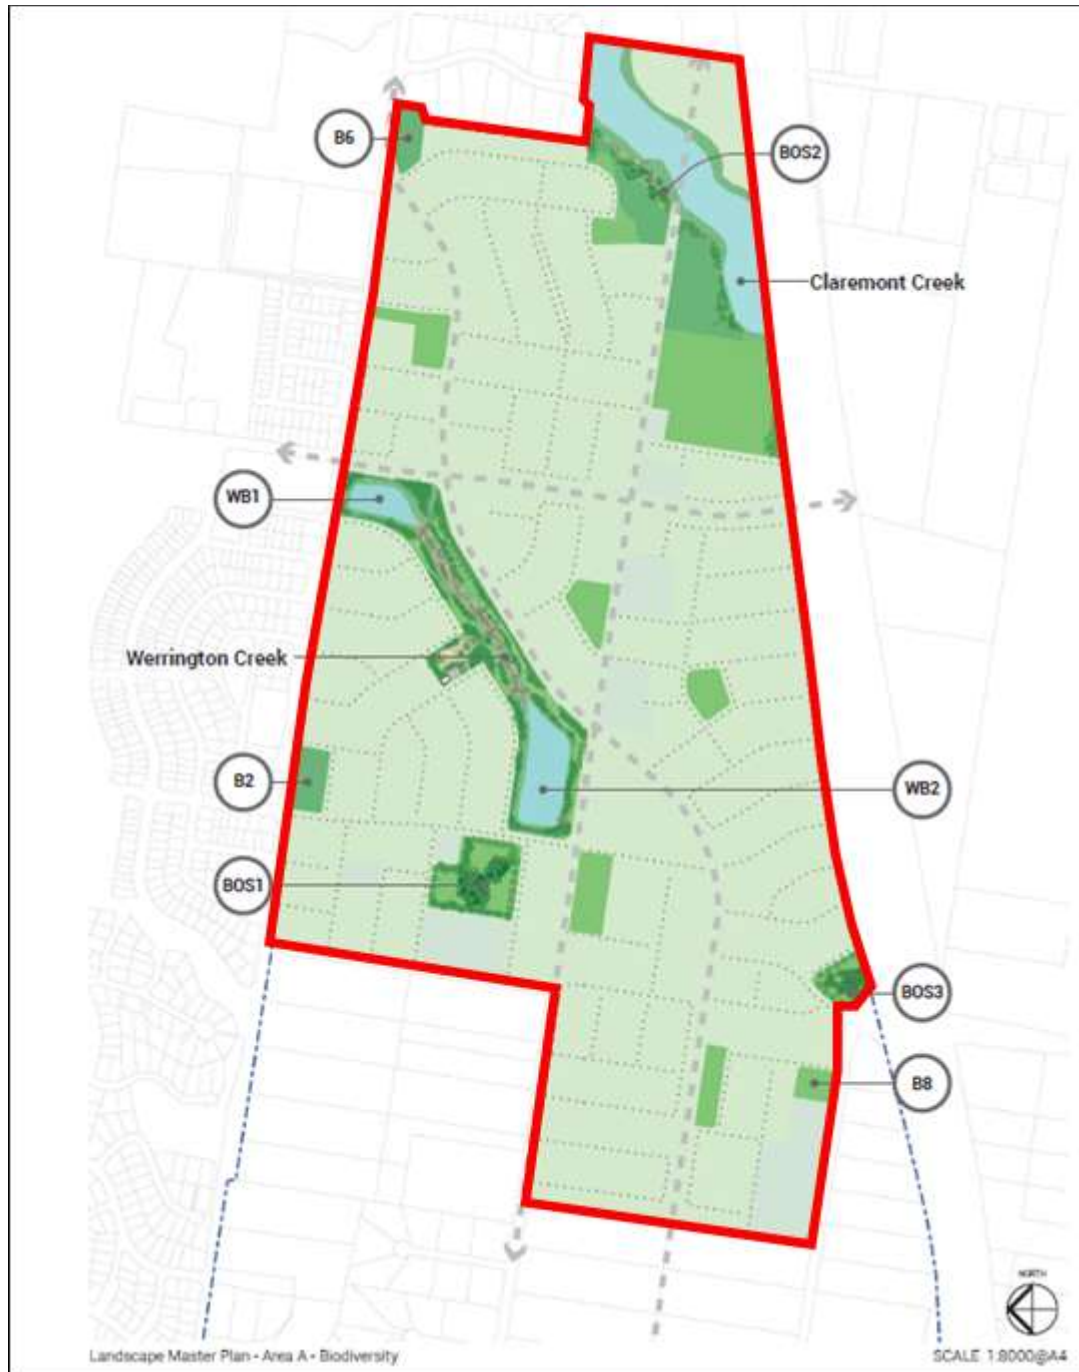 B6
BOS2
Claremont Creek
WB1
Werrington Creek
B2
WB2
BOS1
BOS3
B8
NORTH
Landscape Master Plan - Area A - Biodiversity
SCALE 1:8000@A4